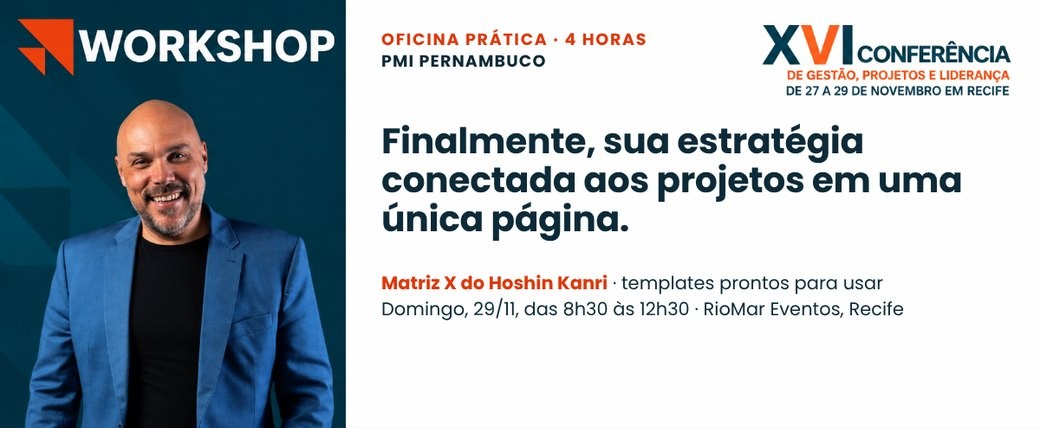 WORKSHOP
OFICINA PRÁTICA · 4 HORAS
PMI PERNAMBUCO
XVI CONFERÊNCIA
DE GESTÃO, PROJETOS E LIDERANÇA
DE 27 A 29 DE NOVEMBRO EM RECIFE
Finalmente, sua estratégia
conectada aos projetos em uma
única página.
Matriz X do Hoshin Kanri · templates prontos para usar
Domingo, 29/11, das 8h30 às 12h30 · RioMar Eventos, Recife